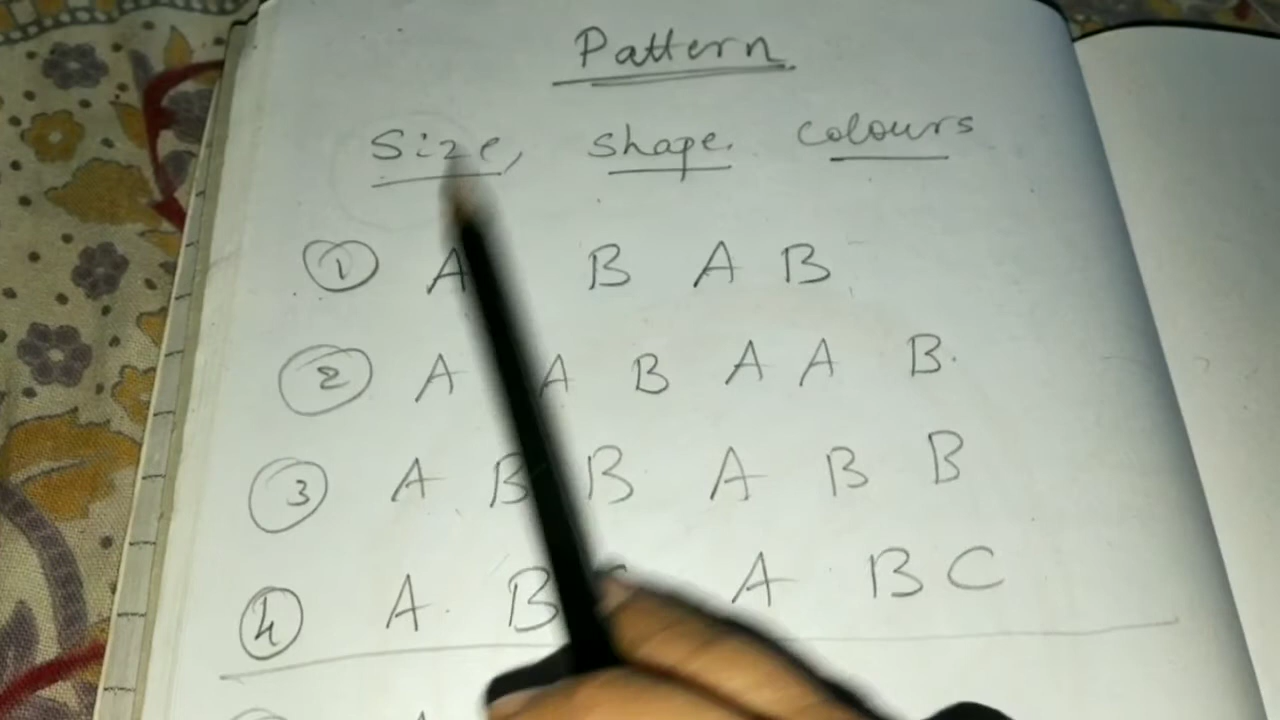 Pattern
Size, shape. colours
1 A B A B
2 A A B A A B.
3 A B B A B B
4 A. B A B C